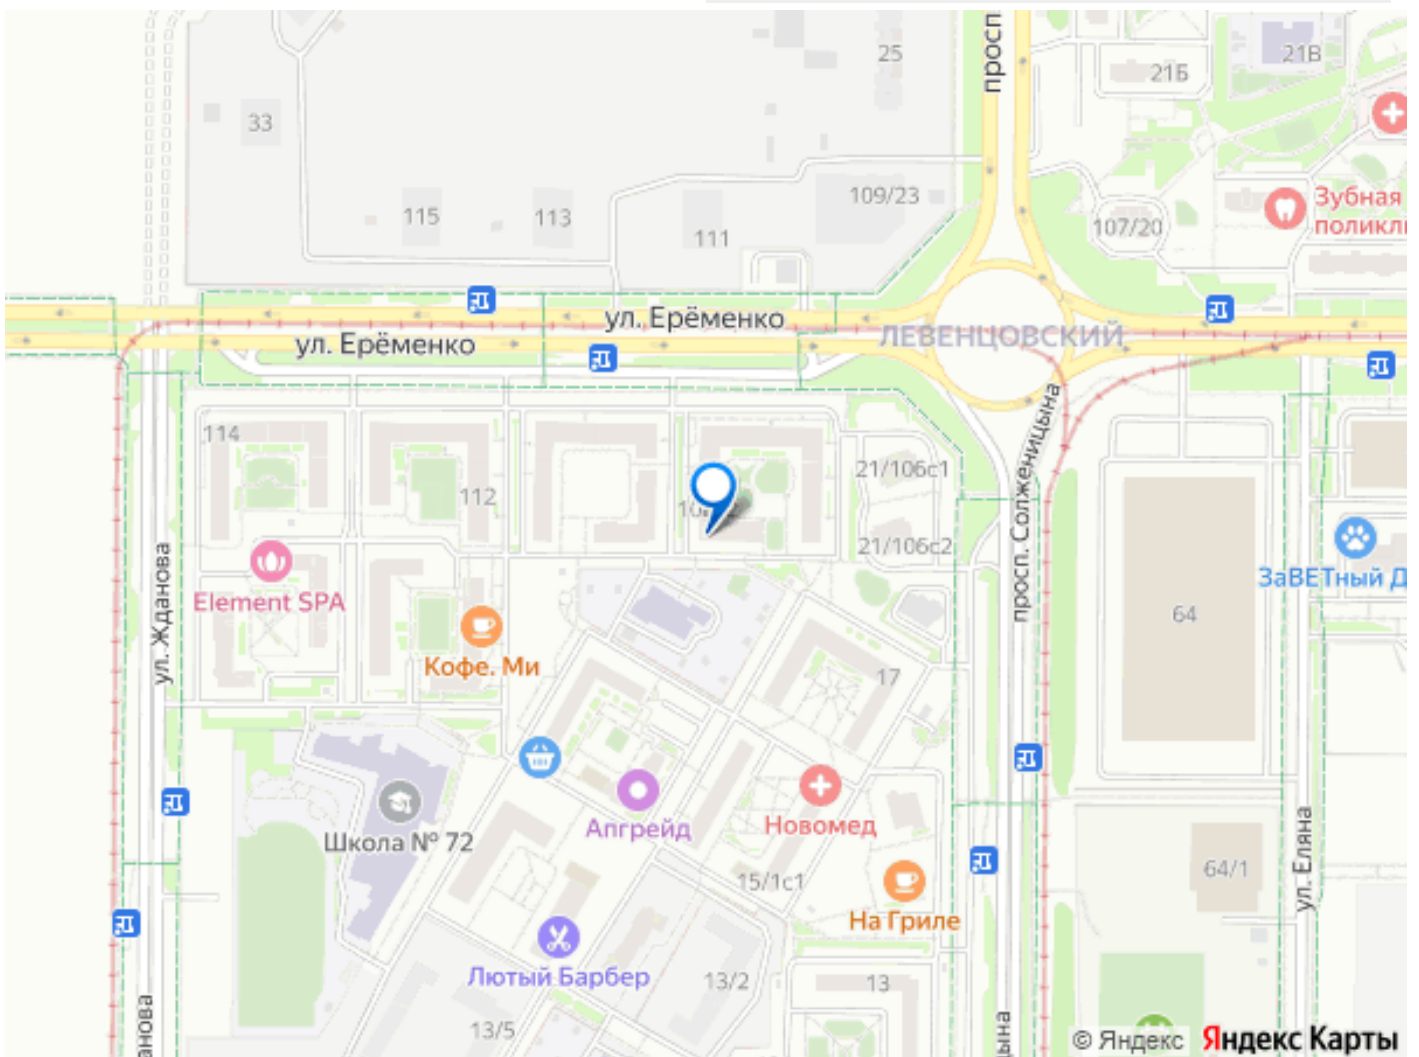 просп
25
21В
21Б
33
109/23
115
113
111
107/20
Зубная
поликли
ул. Ерёменко
ул. Ерёменко
ЛЕВЕНЦОВСКИЙ
114
112
21/106с1
21/106с2
просп. Солженицына
ул. Жданова
Element SPA
ЗаВЕТный Д
64
Кофе. Ми
17
Школа № 72
Апгрейд
Новомед
15/1с1
64/1
ул. Еляна
На Гриле
Лютый Барбер
13/2
13
13/5
анова
цына
© Яндекс Яндекс Карты